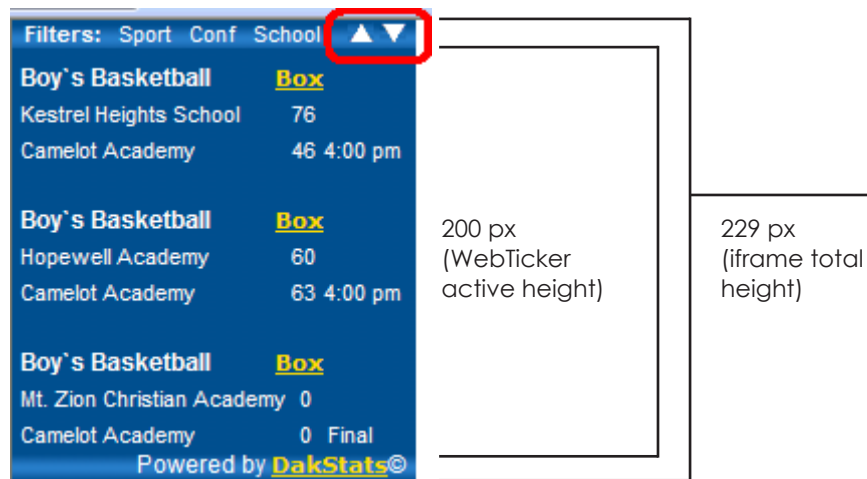 Filters: Sport Conf School ▲ ▼
Boy`s Basketball Box
Kestrel Heights School 76
Camelot Academy 46 4:00 pm
Boy`s Basketball Box
Hopewell Academy 60
Camelot Academy 63 4:00 pm
Boy`s Basketball Box
Mt. Zion Christian Academy 0
Camelot Academy 0 Final
Powered by DakStats©
200 px
(WebTicker
active height)
229 px
(iframe total
height)